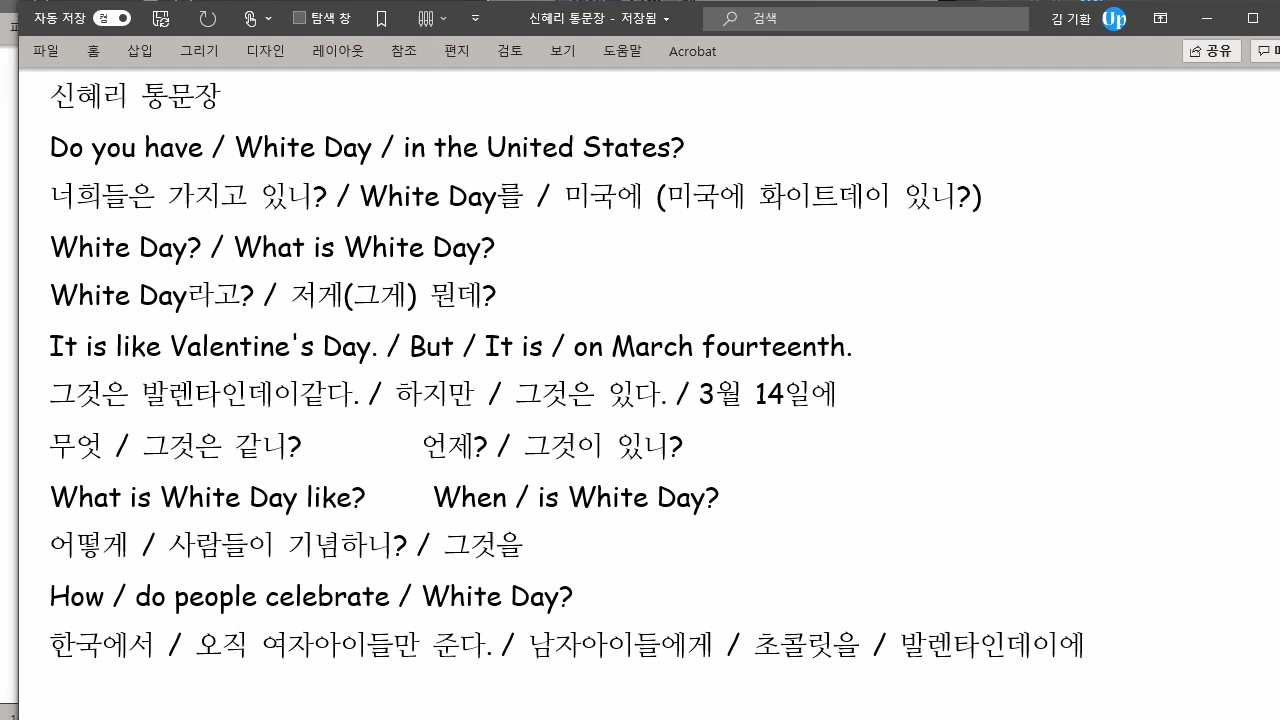 자동 저장 컴 탐색 창 신혜리 통문장 - 저장됨 검색 김 기환 Up
파일 홈 삽입 그리기 디자인 레이아웃 참조 편지 검토 보기 도움말 Acrobat 공유
신혜리 통문장
Do you have / White Day / in the United States?
너희들은 가지고 있니? / White Day를 / 미국에 (미국에 화이트데이 있니?)
White Day? / What is White Day?
White Day라고? / 저게(그게) 뭔데?
It is like Valentine's Day. / But / It is / on March fourteenth.
그것은 발렌타인데이같다. / 하지만 / 그것은 있다. / 3월 14일에
무엇 / 그것은 같니? 언제? / 그것이 있니?
What is White Day like? When / is White Day?
어떻게 / 사람들이 기념하니? / 그것을
How / do people celebrate / White Day?
한국에서 / 오직 여자아이들만 준다. / 남자아이들에게 / 초콜릿을 / 발렌타인데이에